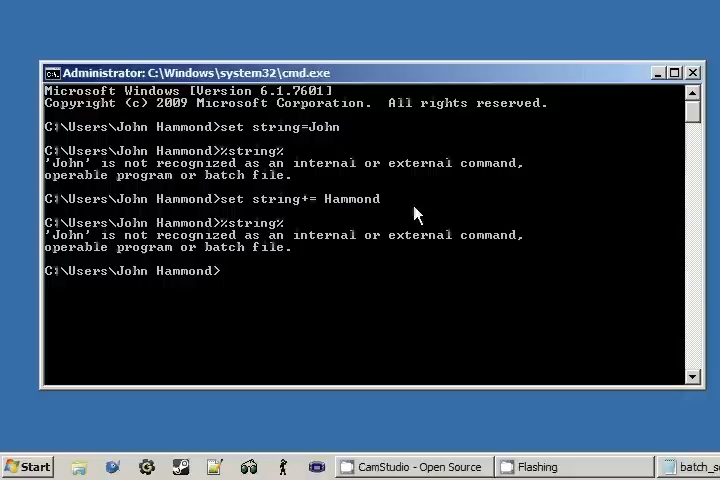 Administrator: C:\Windows\system32\cmd.exe
Microsoft Windows [Version 6.1.7601]
Copyright (c) 2009 Microsoft Corporation.  All rights reserved.
C:\Users\John Hammond>set string=John
C:\Users\John Hammond>%string%
'John' is not recognized as an internal or external command,
operable program or batch file.
C:\Users\John Hammond>set string+= Hammond
C:\Users\John Hammond>%string%
'John' is not recognized as an internal or external command,
operable program or batch file.
C:\Users\John Hammond>
Start
CamStudio - Open Source
Flashing
batch_s